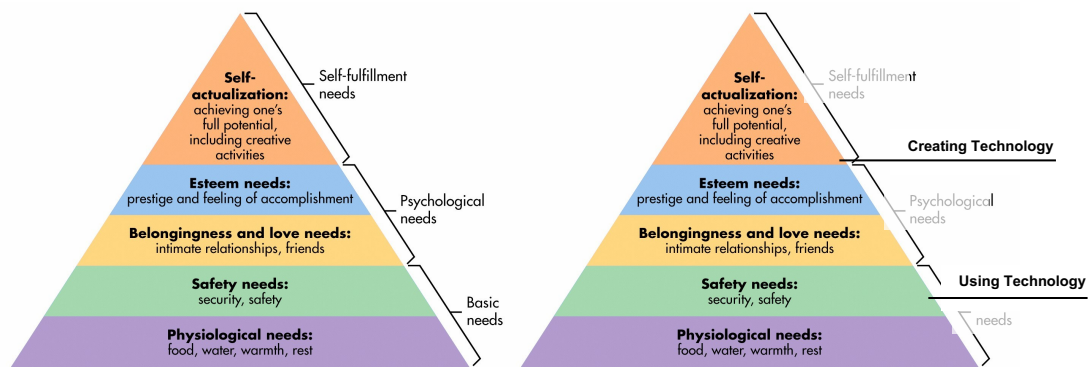 Self-
actualization:
achieving one's
full potential,
including creative
activities
Esteem needs:
prestige and feeling of accomplishment
Belongingness and love needs:
intimate relationships, friends
Safety needs:
security, safety
Physiological needs:
food, water, warmth, rest
Self-fulfillment
needs
Psychological
needs
Basic
needs
Self-
actualization:
achieving one's
full potential,
including creative
activities
Esteem needs:
prestige and feeling of accomplishment
Belongingness and love needs:
intimate relationships, friends
Safety needs:
security, safety
Physiological needs:
food, water, warmth, rest
Self-fulfillment
needs
Creating Technology
Psychological
needs
Using Technology
needs